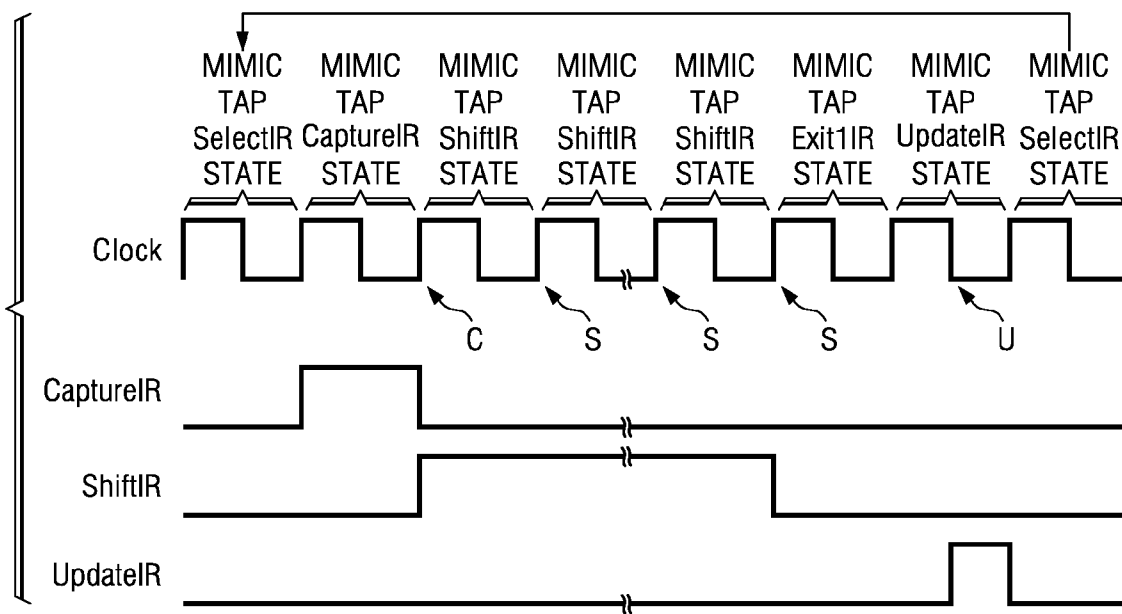 MIMIC MIMIC MIMIC MIMIC MIMIC MIMIC MIMIC MIMIC
TAP TAP TAP TAP TAP TAP TAP TAP
SelectIR CaptureIR ShiftIR ShiftIR ShiftIR Exit1IR UpdateIR SelectIR
STATE STATE STATE STATE STATE STATE STATE STATE
Clock
C S S S U
CaptureIR
ShiftIR
UpdateIR